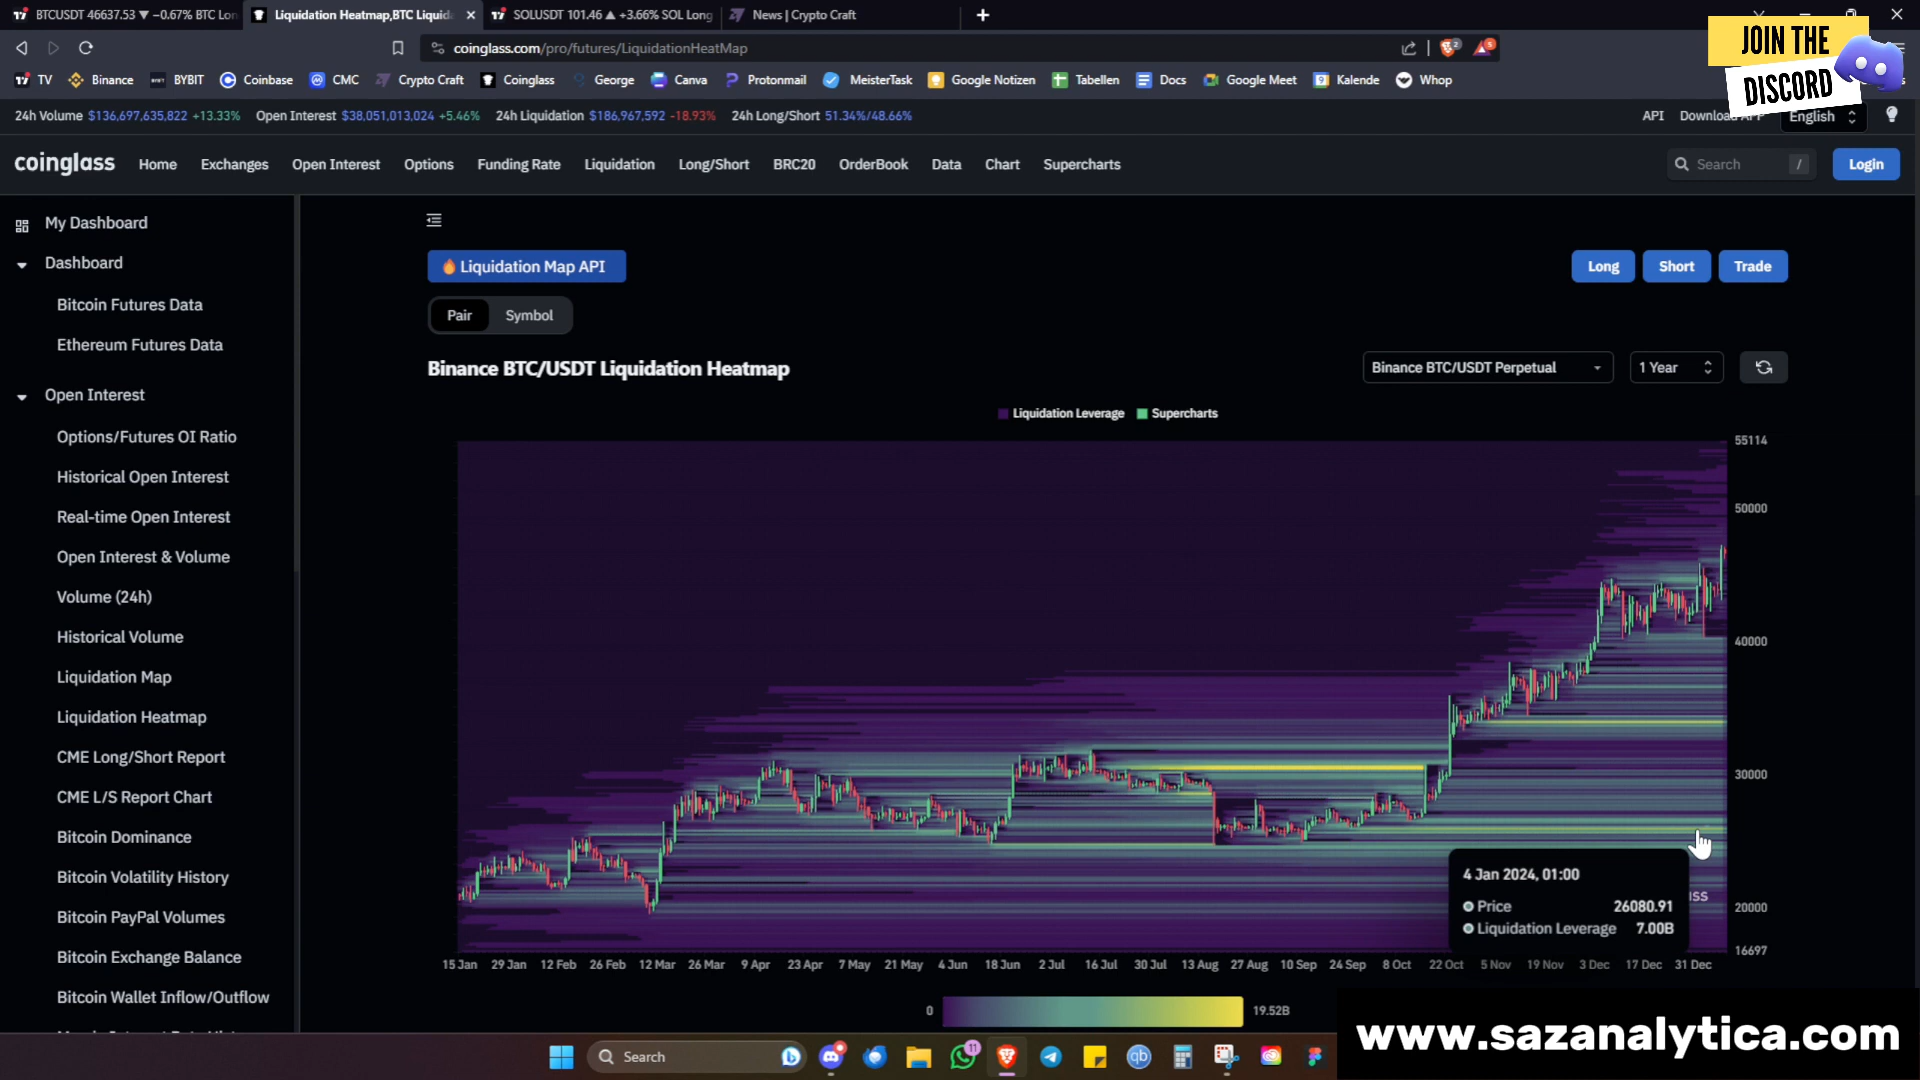 BTCUSDT 46637.53 ▼ −0.67% BTC Lon
Liquidation Heatmap,BTC Liquid
SOLUSDT 101.46 ▲ +3.66% SOL Long
News | Crypto Craft
coinglass.com/pro/futures/LiquidationHeatMap
TV Binance BYBIT Coinbase CMC Crypto Craft Coinglass George Canva Protonmail MeisterTask Google Notizen Tabellen Docs Google Meet Kalende Whop
JOIN THE
DISCORD
24h Volume $136,697,635,822 +13.33% Open Interest $38,051,013,024 +5.46% 24h Liquidation $186,967,592 -18.93% 24h Long/Short 51.34%/48.66%
API Download APP English
coinglass Home Exchanges Open Interest Options Funding Rate Liquidation Long/Short BRC20 OrderBook Data Chart Supercharts
Search / Login
My Dashboard
Dashboard
Bitcoin Futures Data
Ethereum Futures Data
Open Interest
Options/Futures OI Ratio
Historical Open Interest
Real-time Open Interest
Open Interest & Volume
Volume (24h)
Historical Volume
Liquidation Map
Liquidation Heatmap
CME Long/Short Report
CME L/S Report Chart
Bitcoin Dominance
Bitcoin Volatility History
Bitcoin PayPal Volumes
Bitcoin Exchange Balance
Bitcoin Wallet Inflow/Outflow
Liquidation Map API
Long Short Trade
Pair Symbol
Binance BTC/USDT Liquidation Heatmap
Binance BTC/USDT Perpetual 1 Year
Liquidation Leverage Supercharts
55114
50000
40000
30000
20000
16697
4 Jan 2024, 01:00
Price 26080.91
Liquidation Leverage 7.00B
ss
15 Jan 29 Jan 12 Feb 26 Feb 12 Mar 26 Mar 9 Apr 23 Apr 7 May 21 May 4 Jun 18 Jun 2 Jul 16 Jul 30 Jul 13 Aug 27 Aug 10 Sep 24 Sep 8 Oct 22 Oct 5 Nov 19 Nov 3 Dec 17 Dec 31 Dec
0 19.52B
www.sazanalytica.com
Search
11